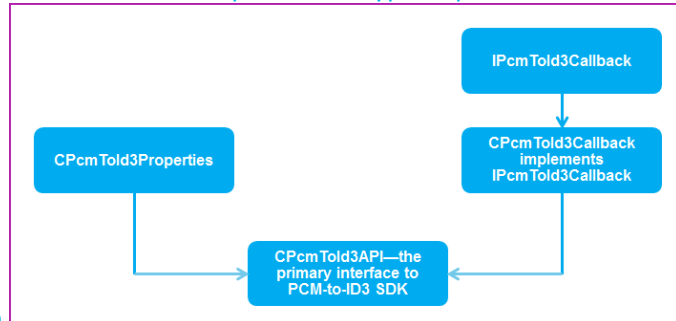 IPcmToId3Callback
CPcmToId3Properties
CPcmToId3Callback
implements
IPcmToId3Callback
CPcmToId3API—the
primary interface to
PCM-to-ID3 SDK